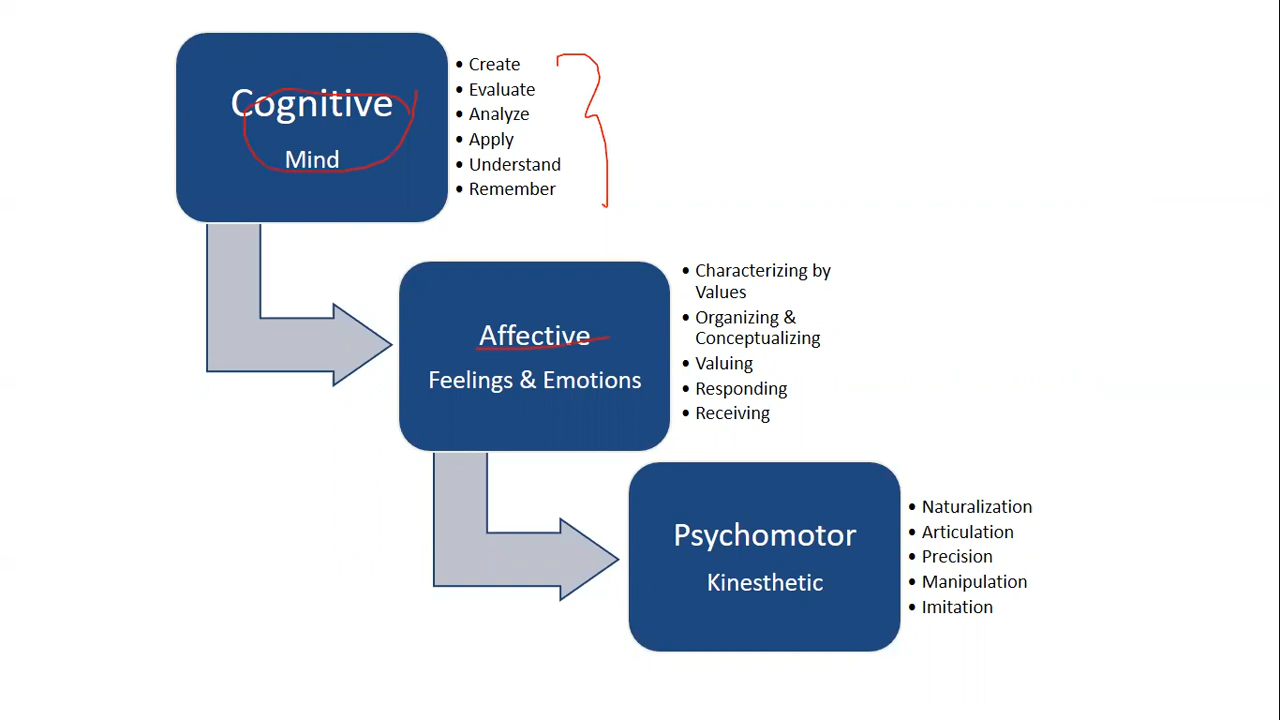 Cognitive
Mind
• Create
• Evaluate
• Analyze
• Apply
• Understand
• Remember
Affective
Feelings & Emotions
• Characterizing by
Values
• Organizing &
Conceptualizing
• Valuing
• Responding
• Receiving
Psychomotor
Kinesthetic
• Naturalization
• Articulation
• Precision
• Manipulation
• Imitation